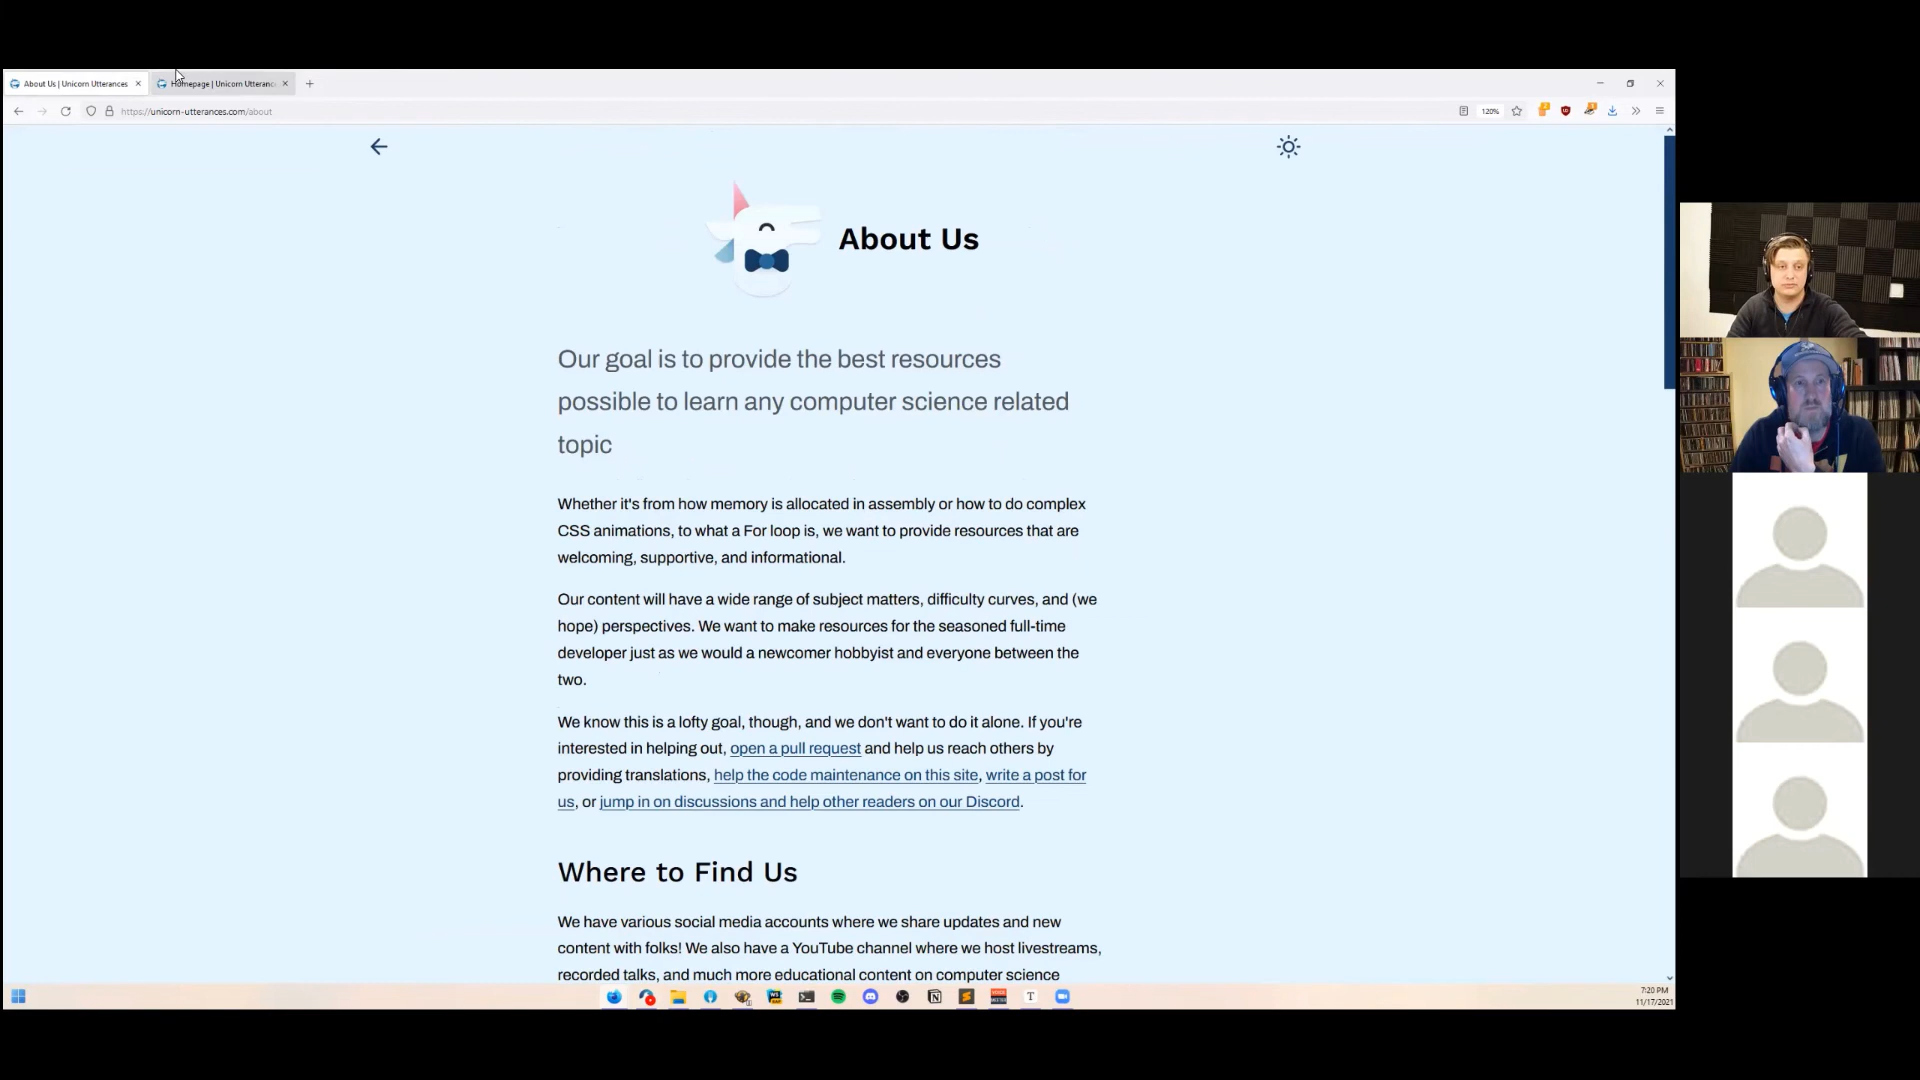 About Us | Unicorn Utterances
Homepage | Unicorn Utteranc
https://unicorn-utterances.com/about
120%
About Us
Our goal is to provide the best resources
possible to learn any computer science related
topic
Whether it's from how memory is allocated in assembly or how to do complex
CSS animations, to what a For loop is, we want to provide resources that are
welcoming, supportive, and informational.
Our content will have a wide range of subject matters, difficulty curves, and (we
hope) perspectives. We want to make resources for the seasoned full-time
developer just as we would a newcomer hobbyist and everyone between the
two.
We know this is a lofty goal, though, and we don't want to do it alone. If you're
interested in helping out, open a pull request and help us reach others by
providing translations, help the code maintenance on this site, write a post for
us, or jump in on discussions and help other readers on our Discord.
Where to Find Us
We have various social media accounts where we share updates and new
content with folks! We also have a YouTube channel where we host livestreams,
recorded talks, and much more educational content on computer science
7:20 PM
11/17/2021